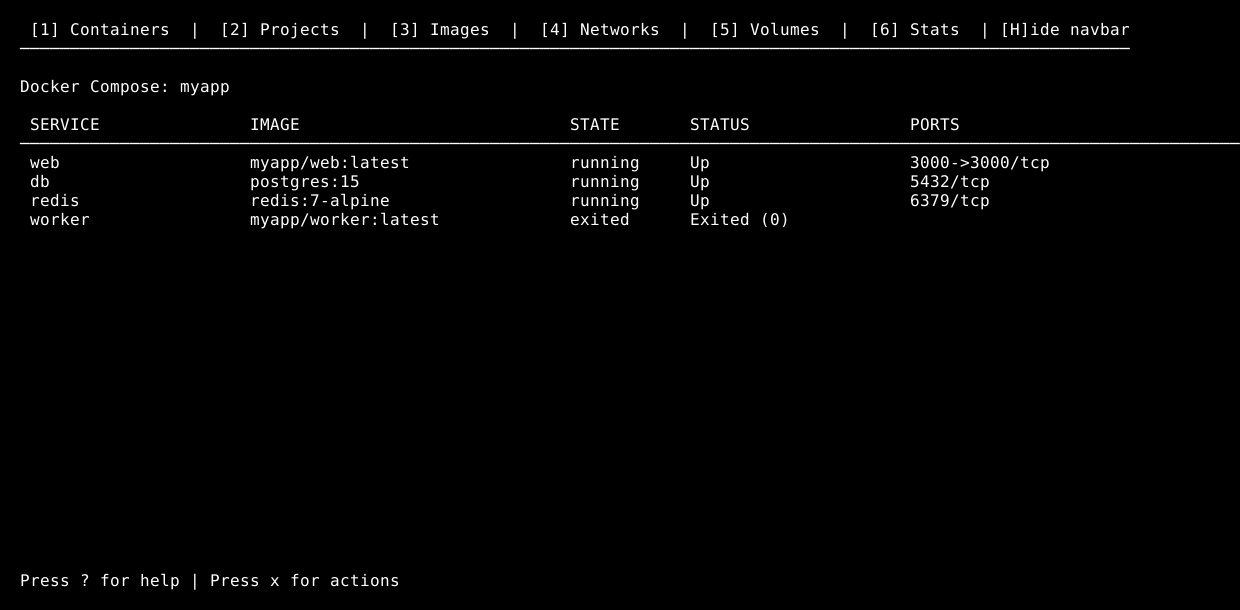 [1] Containers | [2] Projects | [3] Images | [4] Networks | [5] Volumes | [6] Stats | [H]ide navbar
Docker Compose: myapp
SERVICE IMAGE STATE STATUS PORTS
web myapp/web:latest running Up 3000->3000/tcp
db postgres:15 running Up 5432/tcp
redis redis:7-alpine running Up 6379/tcp
worker myapp/worker:latest exited Exited (0)
Press ? for help | Press x for actions